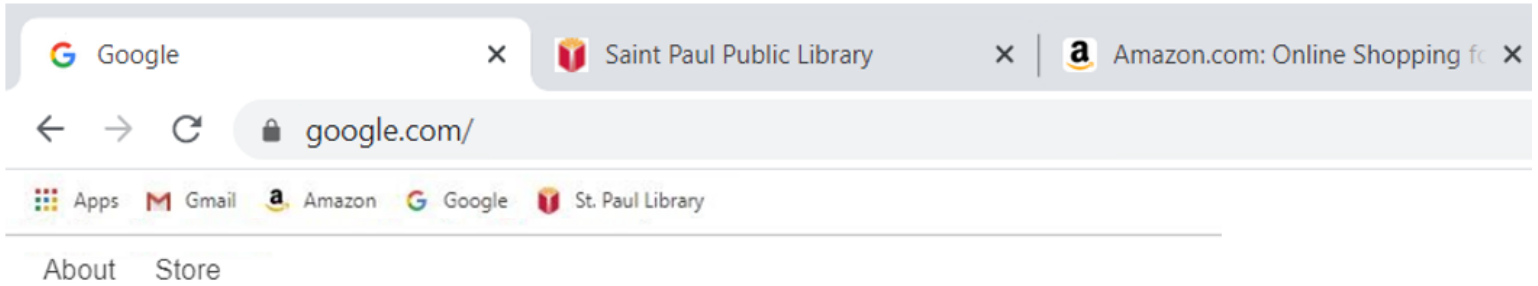 Google Saint Paul Public Library Amazon.com: Online Shopping fo
google.com/
Apps Gmail Amazon Google St. Paul Library
About Store